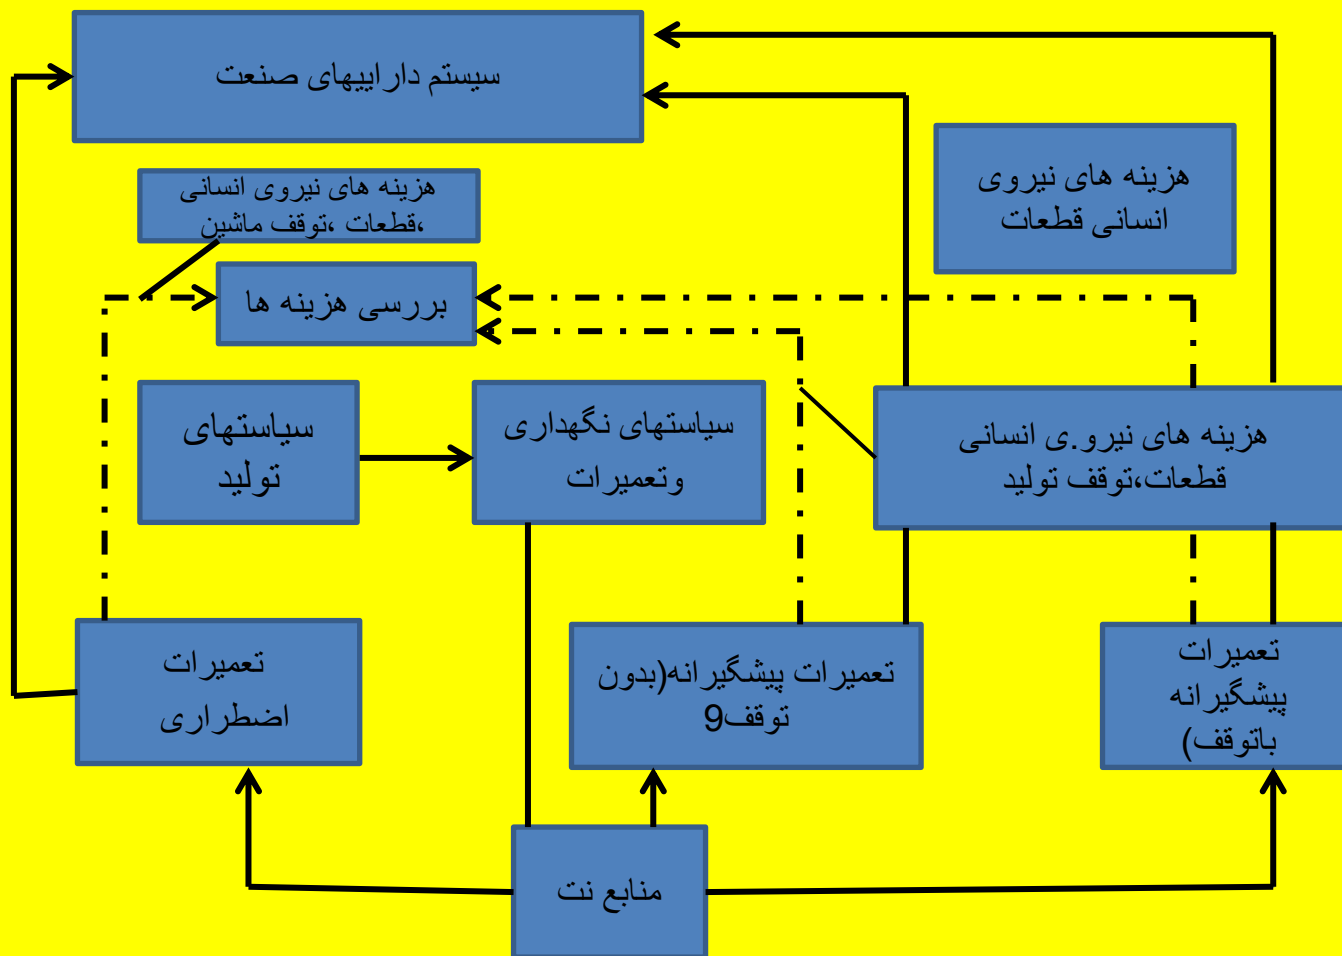 سیستم داراییهای صنعت
هزینه های نیروی
انسانی قطعات
هزینه های نیروی انسانی
،قطعات ،توقف ماشین
بررسی هزینه ها
سیاستهای
تولید
سیاستهای نگهداری
وتعمیرات
هزینه های نیرو.ی انسانی
قطعات،توقف تولید
تعمیرات
اضطراری
تعمیرات پیشگیرانه(بدون
توقف9
تعمیرات
پیشگیرانه
باتوقف)
منابع نت